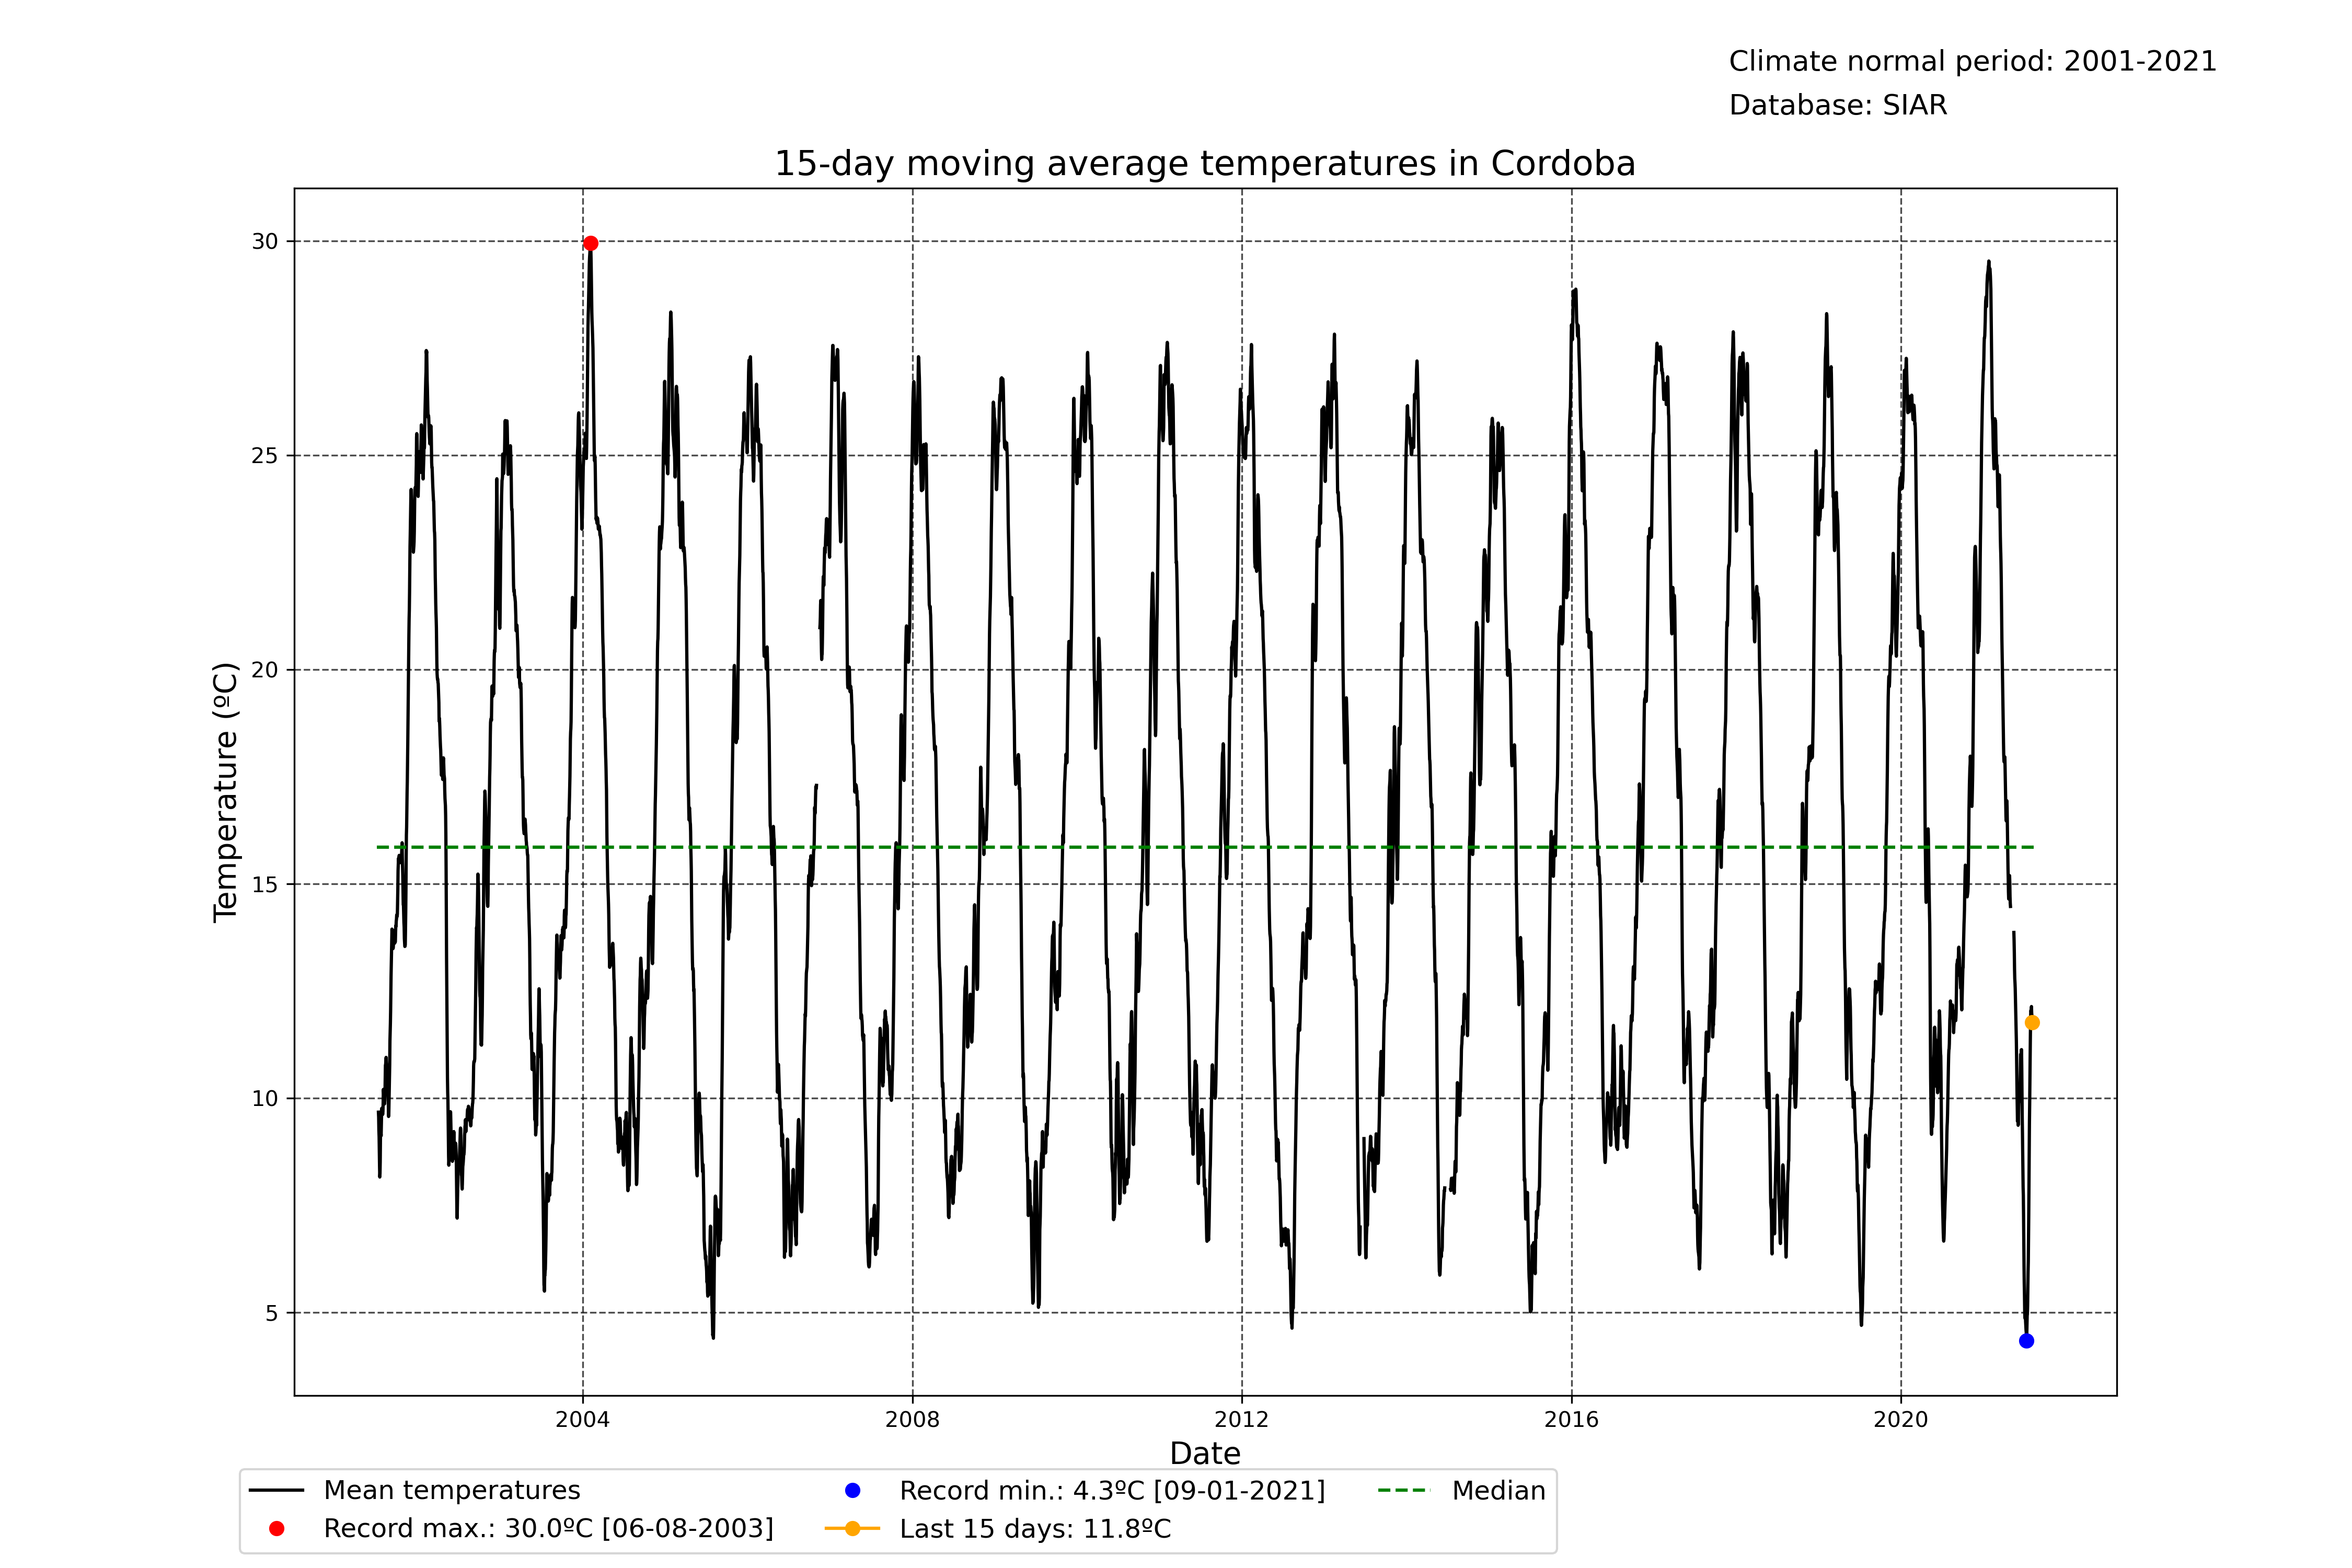 Climate normal period: 2001-2021
Database: SIAR
15-day moving average temperatures in Cordoba
30
25
20
15
10
5
Temperature (ºC)
2004 2008 2012 2016 2020
Date
Mean temperatures
Record max.: 30.0ºC [06-08-2003]
Record min.: 4.3ºC [09-01-2021]
Last 15 days: 11.8ºC
Median